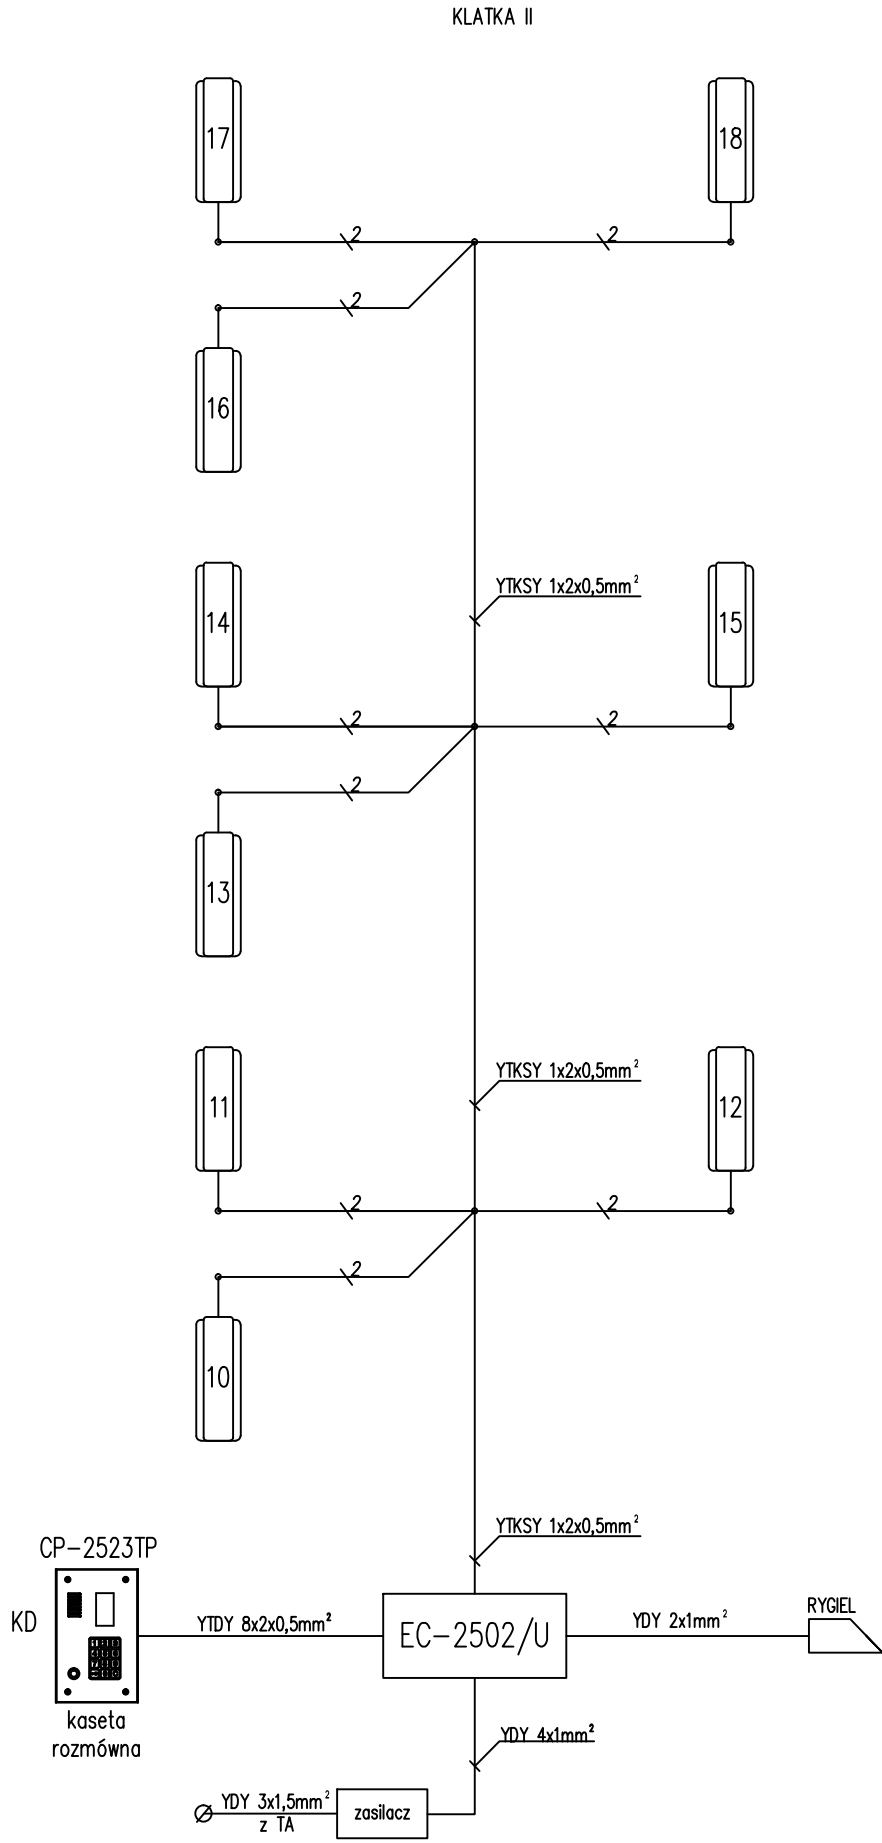 KLATKA II
17
18
2
2
2
16
YTKSY 1x2x0,5mm²
14
15
2
2
2
13
YTKSY 1x2x0,5mm²
11
12
2
2
2
10
YTKSY 1x2x0,5mm²
CP-2523TP
KD
YTDY 8x2x0,5mm²
EC-2502/U
YDY 2x1mm²
RYGIEL
kaseta
rozmówna
YDY 4x1mm²
YDY 3x1,5mm²
z TA
zasilacz